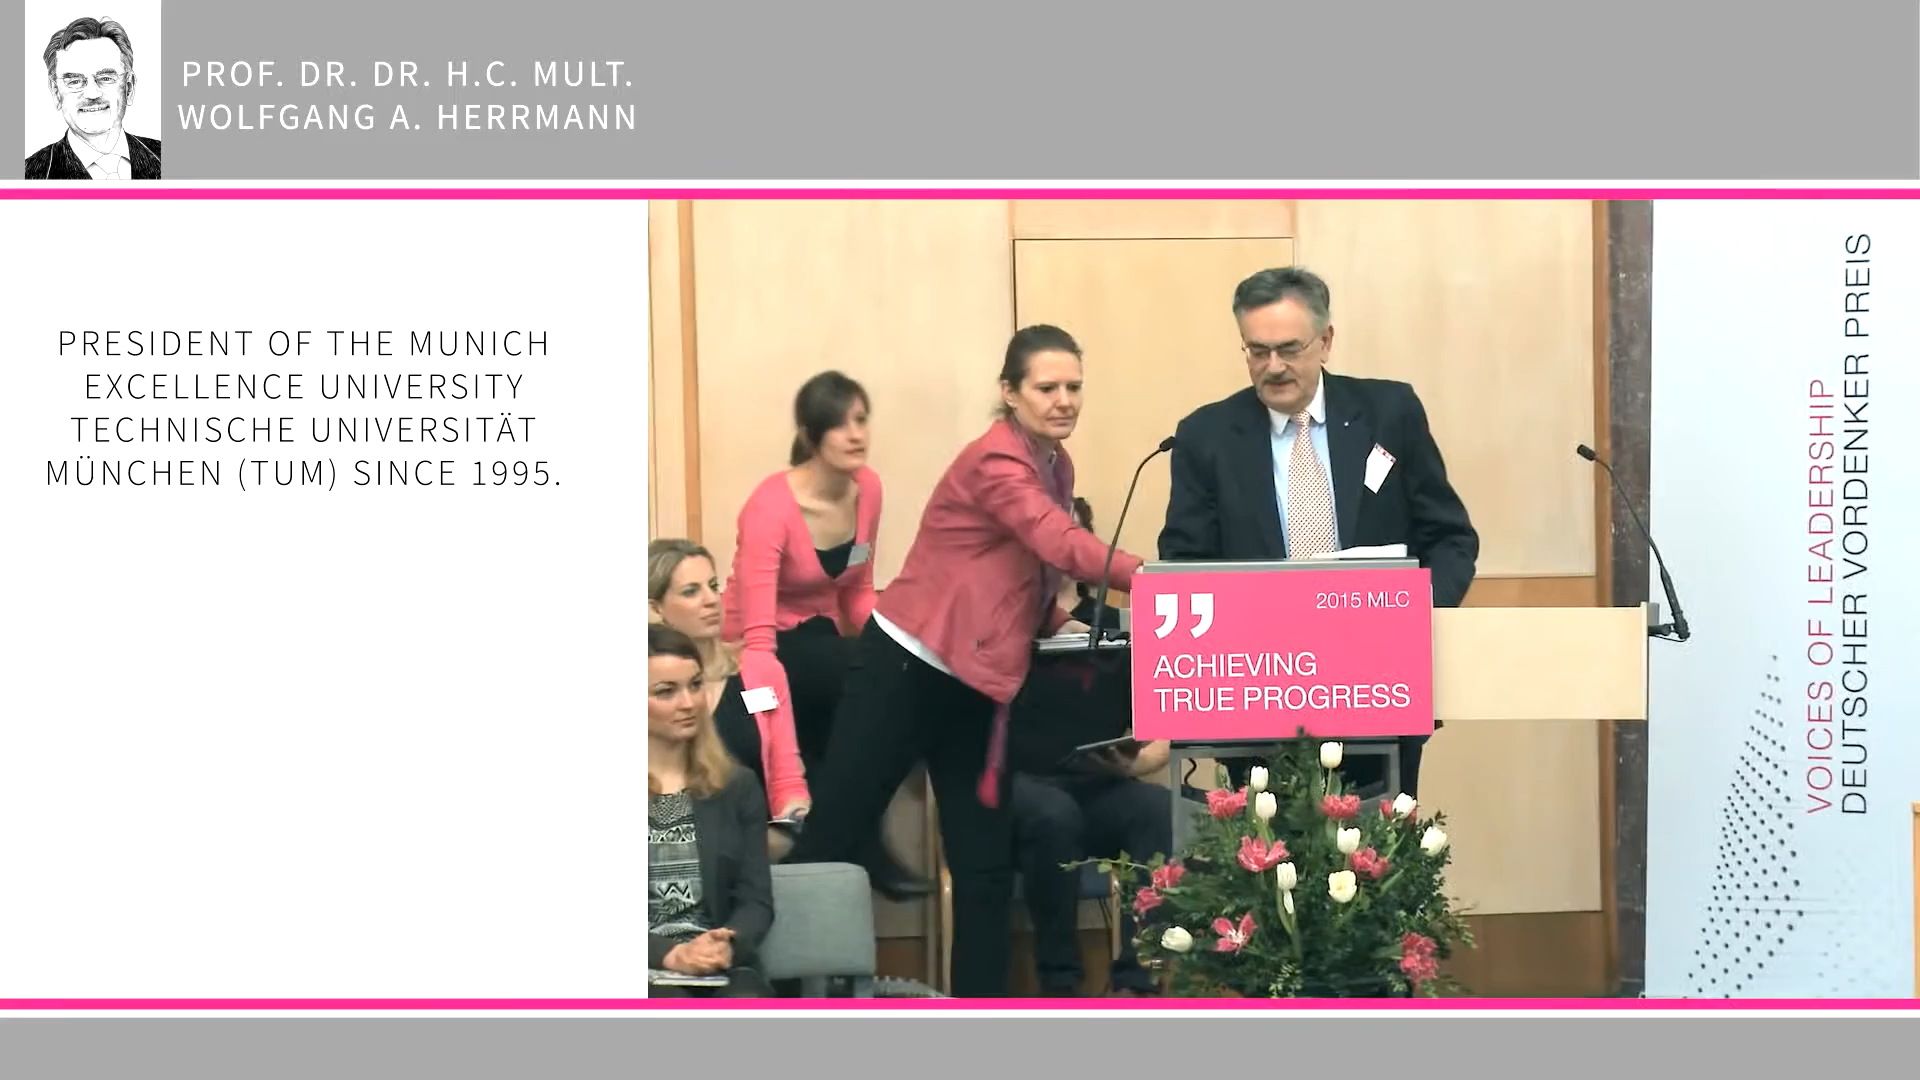 PROF. DR. DR. H.C. MULT.
WOLFGANG A. HERRMANN
PRESIDENT OF THE MUNICH
EXCELLENCE UNIVERSITY
TECHNISCHE UNIVERSITÄT
MÜNCHEN (TUM) SINCE 1995.
2015 MLC
ACHIEVING
TRUE PROGRESS
VOICES OF LEADERSHIP
DEUTSCHER VORDENKER PREIS